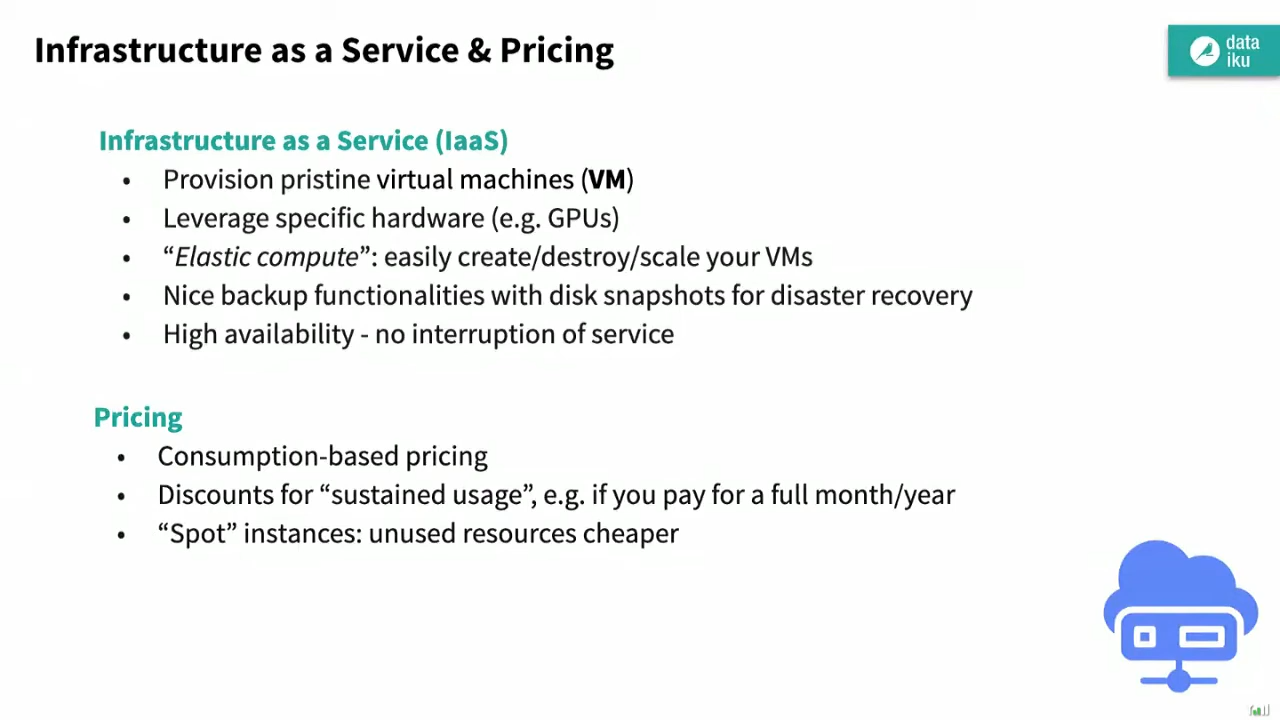 Infrastructure as a Service & Pricing
data
iku
Infrastructure as a Service (IaaS)
• Provision pristine virtual machines (VM)
• Leverage specific hardware (e.g. GPUs)
• “Elastic compute”: easily create/destroy/scale your VMs
• Nice backup functionalities with disk snapshots for disaster recovery
• High availability - no interruption of service
Pricing
• Consumption-based pricing
• Discounts for “sustained usage”, e.g. if you pay for a full month/year
• “Spot” instances: unused resources cheaper